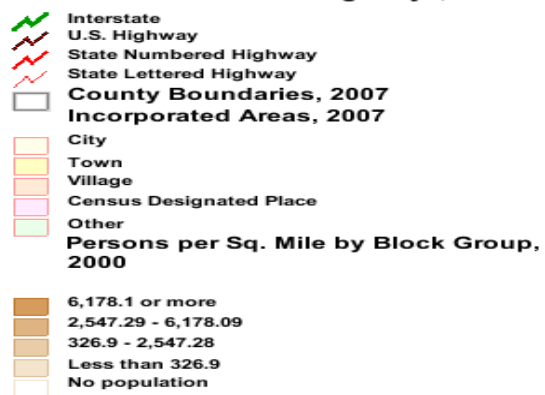 Interstate
U.S. Highway
State Numbered Highway
State Lettered Highway
County Boundaries, 2007
Incorporated Areas, 2007
City
Town
Village
Census Designated Place
Other
Persons per Sq. Mile by Block Group,
2000
6,178.1 or more
2,547.29 - 6,178.09
326.9 - 2,547.28
Less than 326.9
No population